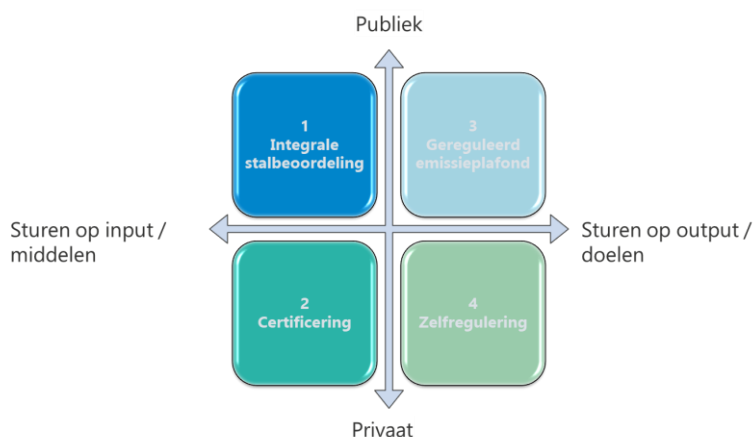 Publiek
1
Integrale
stalbeoordeling
3
Gereguleerd
emissieplafond
Sturen op input /
middelen
Sturen op output /
doelen
2
Certificering
4
Zelfregulering
Privaat